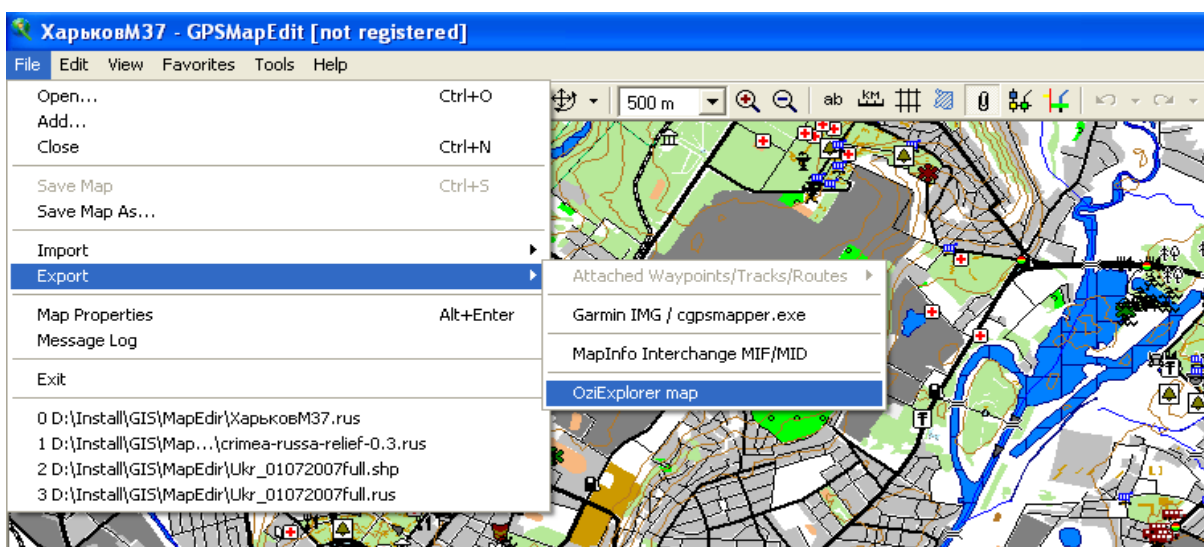 ХарьковМ37 - GPSMapEdit [not registered]
File Edit View Favorites Tools Help
Open... Ctrl+O
Add...
Close Ctrl+N
Save Map Ctrl+S
Save Map As...
Import
Export
Map Properties Alt+Enter
Message Log
Exit
0 D:\Install\GIS\MapEdir\ХарьковМ37.rus
1 D:\Install\GIS\Map...\crimea-russa-relief-0.3.rus
2 D:\Install\GIS\MapEdir\Ukr_01072007full.shp
3 D:\Install\GIS\MapEdir\Ukr_01072007full.rus
500 m ab КМ
Attached Waypoints/Tracks/Routes
Garmin IMG / cgpsmapper.exe
MapInfo Interchange MIF/MID
OziExplorer map